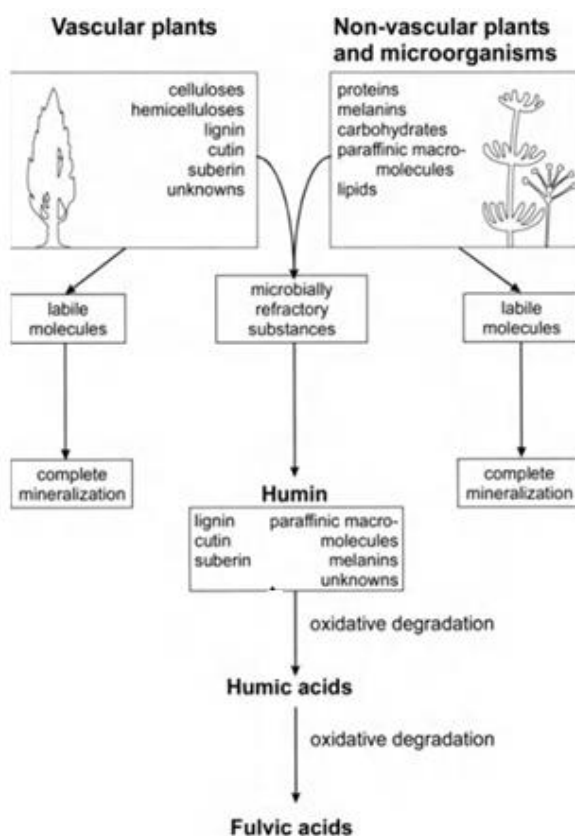 Vascular plants
Non-vascular plants
and microorganisms
celluloses
hemicelluloses
lignin
cutin
suberin
unknowns
proteins
melanins
carbohydrates
paraffinic macro-
molecules
lipids
labile
molecules
microbially
refractory
substances
labile
molecules
complete
mineralization
complete
mineralization
Humin
lignin
cutin
suberin
paraffinic macro-
molecules
melanins
unknowns
oxidative degradation
Humic acids
oxidative degradation
Fulvic acids